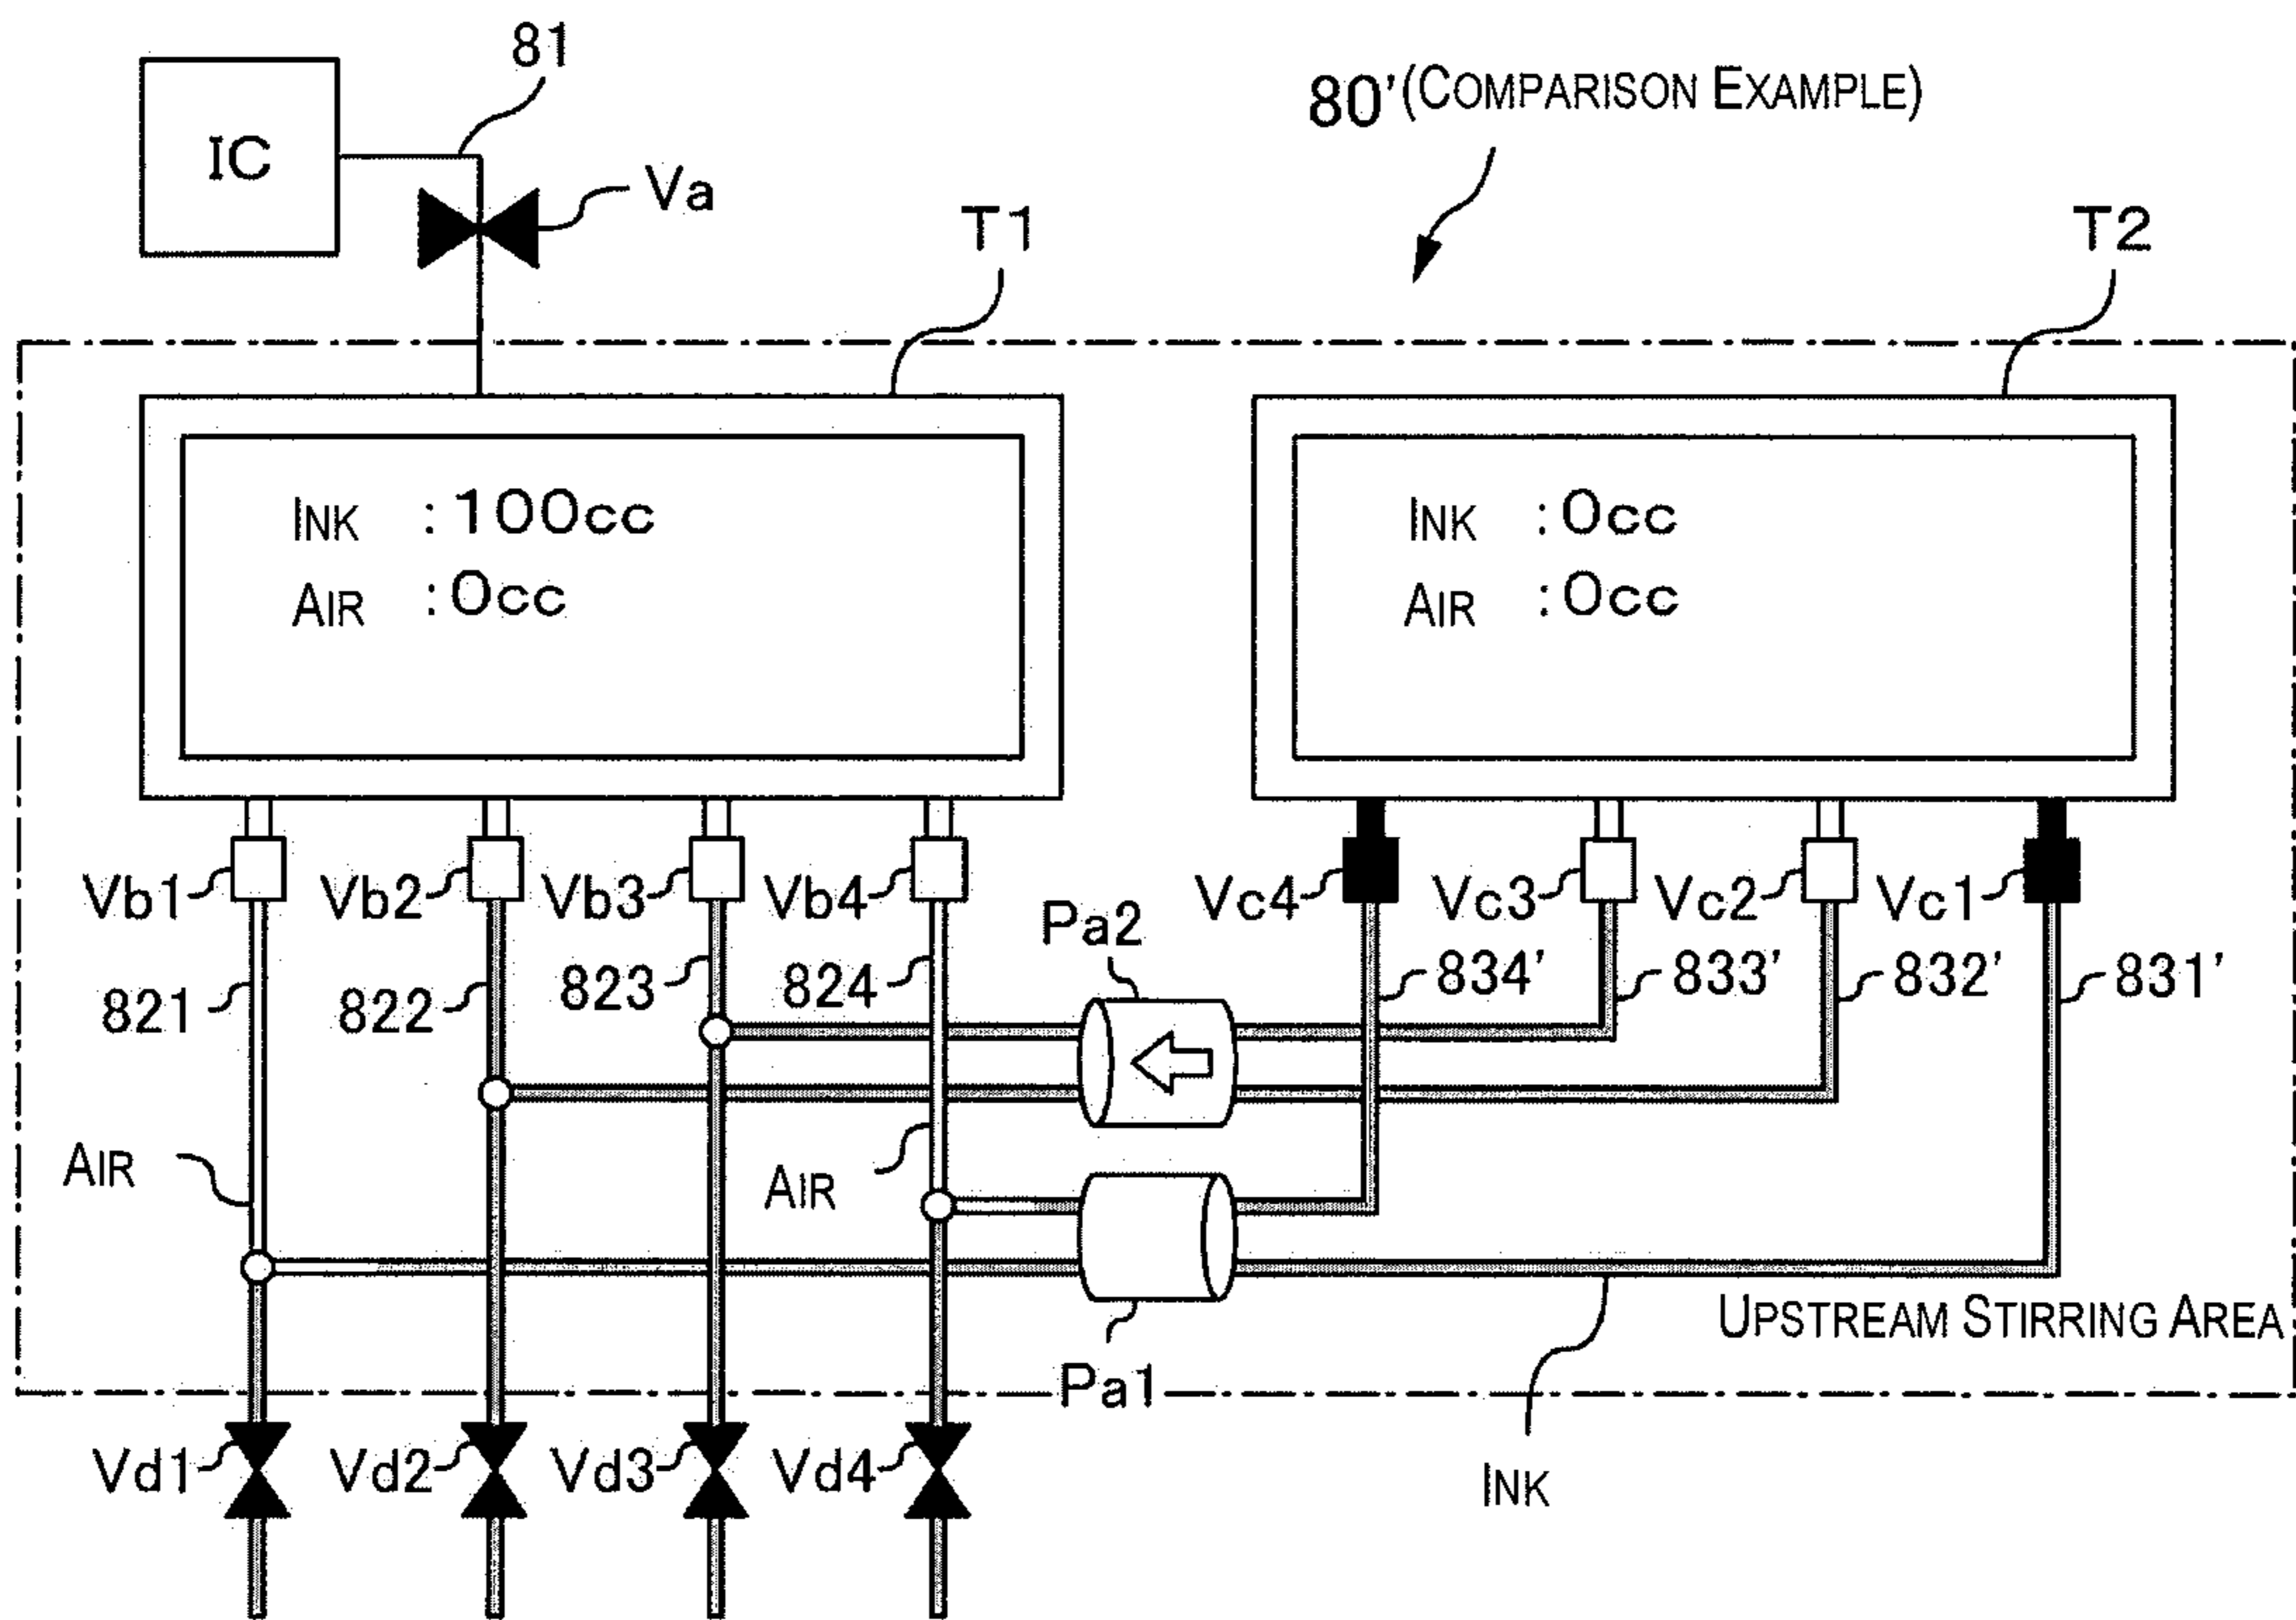 81
80' (COMPARISON EXAMPLE)
IC
Va
T1
T2
INK : 100cc
AIR : 0cc
INK : 0cc
AIR : 0cc
Vb1
Vb2
Vb3
Vb4
Vc4
Vc3
Vc2
Vc1
Pa2
821
822
823
824
834'
833'
832'
831'
AIR
AIR
UPSTREAM STIRRING AREA
Pa1
Vd1
Vd2
Vd3
Vd4
INK